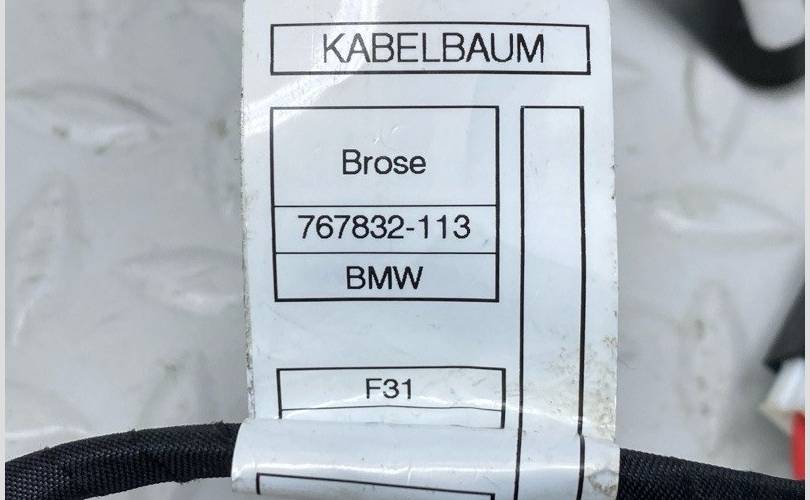 KABELBAUM
Brose
767832-113
BMW
F31